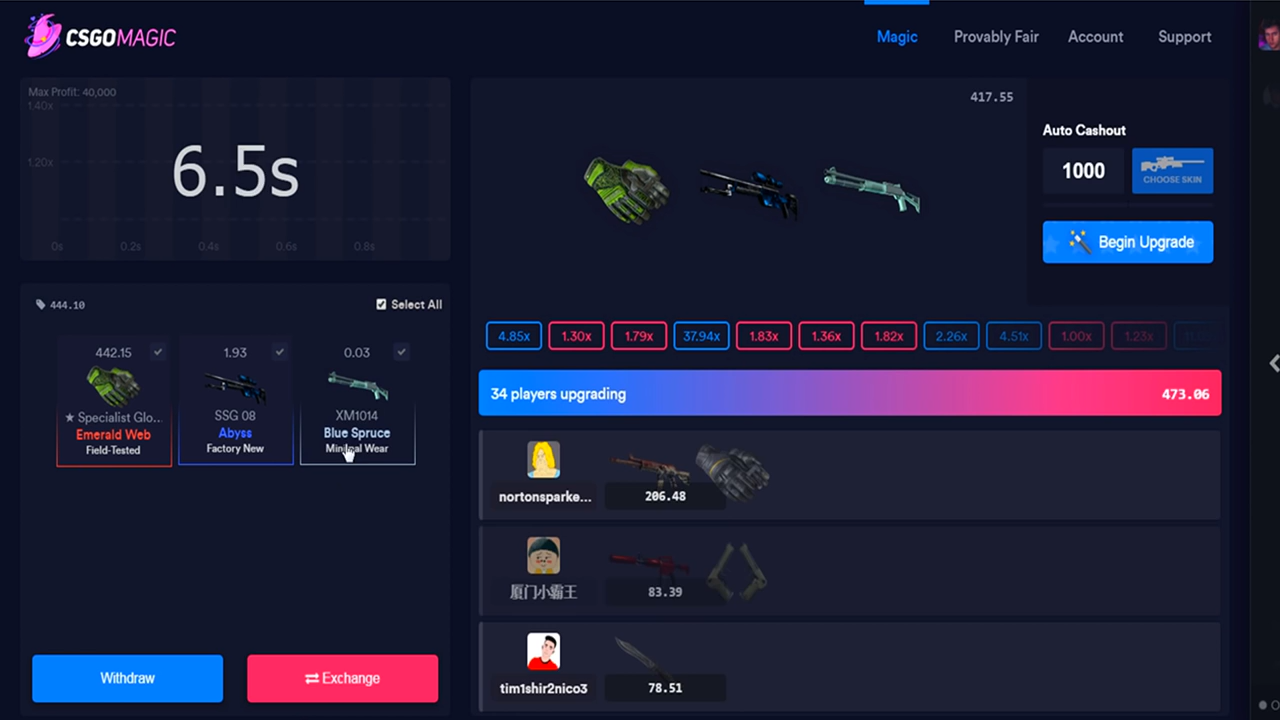 CSGOMAGIC
Magic
Provably Fair
Account
Support
Max Profit: 40,000
1.40x
1.20x
6.5s
0s
0.2s
0.4s
0.6s
0.8s
417.55
Auto Cashout
1000
CHOOSE SKIN
Begin Upgrade
444.10
Select All
442.15
★ Specialist Glo...
Emerald Web
Field-Tested
1.93
SSG 08
Abyss
Factory New
0.03
XM1014
Blue Spruce
Minimal Wear
4.85x
1.30x
1.79x
37.94x
1.83x
1.36x
1.82x
2.26x
4.51x
1.00x
1.23x
34 players upgrading
473.06
nortonsparke...
206.48
厦门小霸王
83.39
tim1shir2nico3
78.51
Withdraw
Exchange